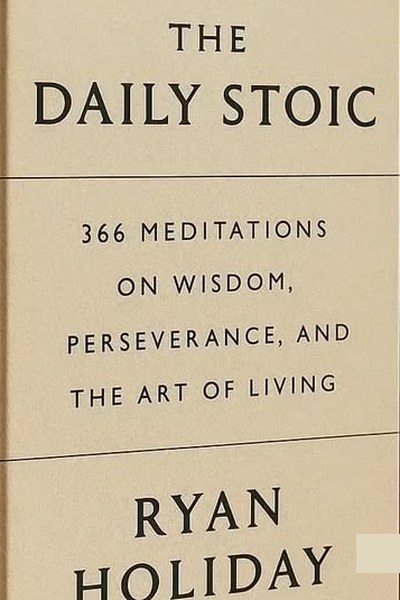 THE
DAILY STOIC
366 MEDITATIONS
ON WISDOM,
PERSEVERANCE, AND
THE ART OF LIVING
RYAN
HOLIDAY